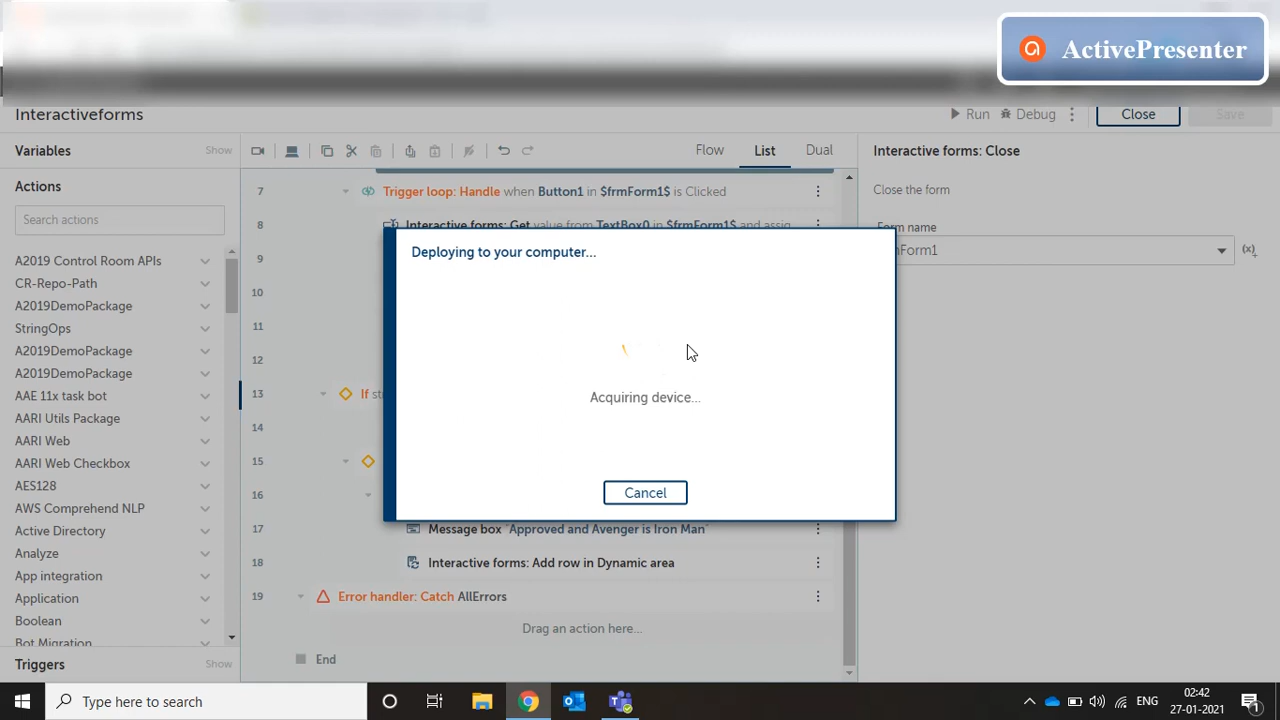 ActivePresenter
Interactiveforms
Run
Debug
Close
Save
Variables
Show
Flow
List
Dual
Interactive forms: Close
Actions
Close the form
Search actions
Form name
mForm1
(x)
7 Trigger loop: Handle when Button1 in $frmForm1$ is Clicked
8 Interactive forms: Get value from TextBox0 in $frmForm1$ and assig
9
10
11
12
13 If st
14
15
16
17 Message box "Approved and Avenger is Iron Man"
18 Interactive forms: Add row in Dynamic area
19 Error handler: Catch AllErrors
Drag an action here...
End
Deploying to your computer...
Acquiring device...
Cancel
A2019 Control Room APIs
CR-Repo-Path
A2019DemoPackage
StringOps
A2019DemoPackage
A2019DemoPackage
AAE 11x task bot
AARI Utils Package
AARI Web
AARI Web Checkbox
AES128
AWS Comprehend NLP
Active Directory
Analyze
App integration
Application
Boolean
Bot Migration
Triggers
Show
Type here to search
ENG
02:42
27-01-2021
1